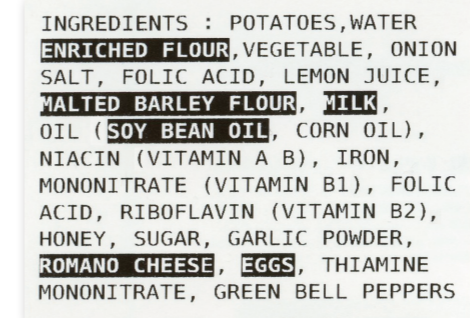 INGREDIENTS : POTATOES,WATER
ENRICHED FLOUR,VEGETABLE, ONION
SALT, FOLIC ACID, LEMON JUICE,
MALTED BARLEY FLOUR, MILK,
OIL (SOY BEAN OIL, CORN OIL),
NIACIN (VITAMIN A B), IRON,
MONONITRATE (VITAMIN B1), FOLIC
ACID, RIBOFLAVIN (VITAMIN B2),
HONEY, SUGAR, GARLIC POWDER,
ROMANO CHEESE, EGGS, THIAMINE
MONONITRATE, GREEN BELL PEPPERS